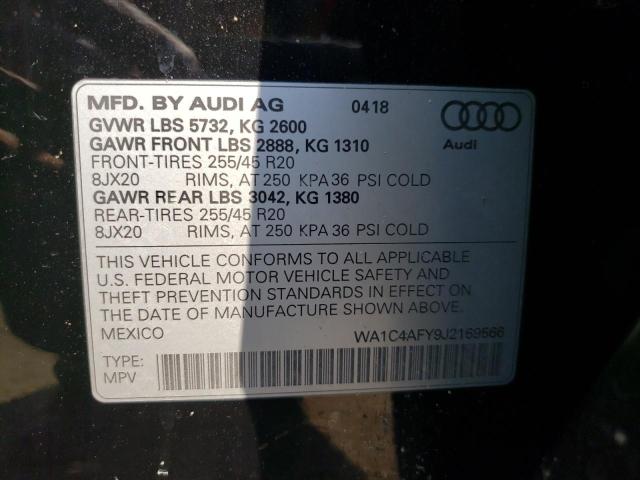 MFD. BY AUDI AG 0418
GVWR LBS 5732, KG 2600
GAWR FRONT LBS 2888, KG 1310
FRONT-TIRES 255/45 R20
8JX20 RIMS, AT 250 KPA 36 PSI COLD
GAWR REAR LBS 3042, KG 1380
REAR-TIRES 255/45 R20
8JX20 RIMS, AT 250 KPA 36 PSI COLD
Audi
THIS VEHICLE CONFORMS TO ALL APPLICABLE
U.S. FEDERAL MOTOR VEHICLE SAFETY AND
THEFT PREVENTION STANDARDS IN EFFECT ON
THE DATE OF MANUFACTURE SHOWN ABOVE.
MEXICO WA1C4AFY9J2169566
TYPE:
MPV